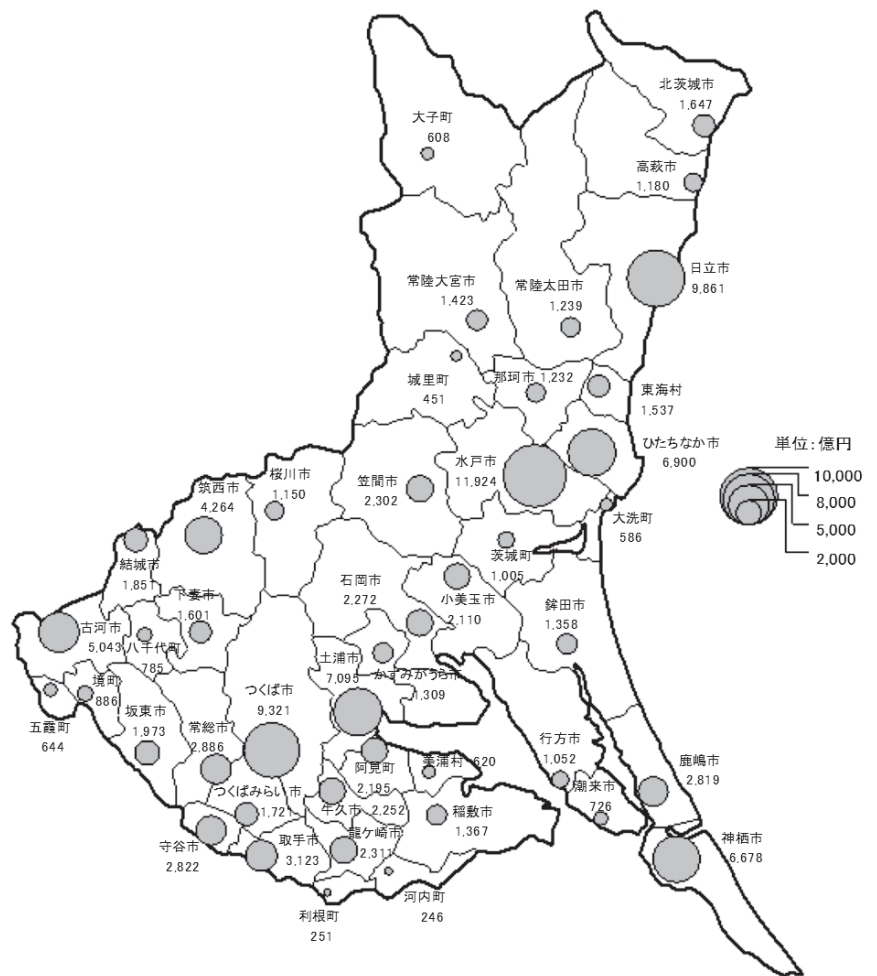 北茨城市
1,647
大子町
608
高萩市
1,180
日立市
9,861
常陸大宮市
1,423
常陸太田市
1,239
城里町
451
那珂市 1,232
東海村
1,537
ひたちなか市
6,900
水戸市
11,924
単位:億円
10,000
8,000
5,000
2,000
桜川市
1,150
笠間市
2,302
筑西市
4,264
大洗町
586
茨城町
1,005
結城市
1,851
石岡市
2,272
小美玉市
2,110
下妻市
1,601
鉾田市
1,358
古河市
5,043
八千代町
785
土浦市
7,095
かすみがうら市
1,309
境町
886
つくば市
9,321
坂東市
1,973
常総市
2,886
五霞町
644
行方市
1,052
鹿嶋市
2,819
阿見町
2,195
美浦村 620
潮来市
726
つくばみらい市
1,721
牛久市 2,252
稲敷市
1,367
守谷市
2,822
取手市
3,123
龍ケ崎市
2,311
神栖市
6,678
河内町
246
利根町
251